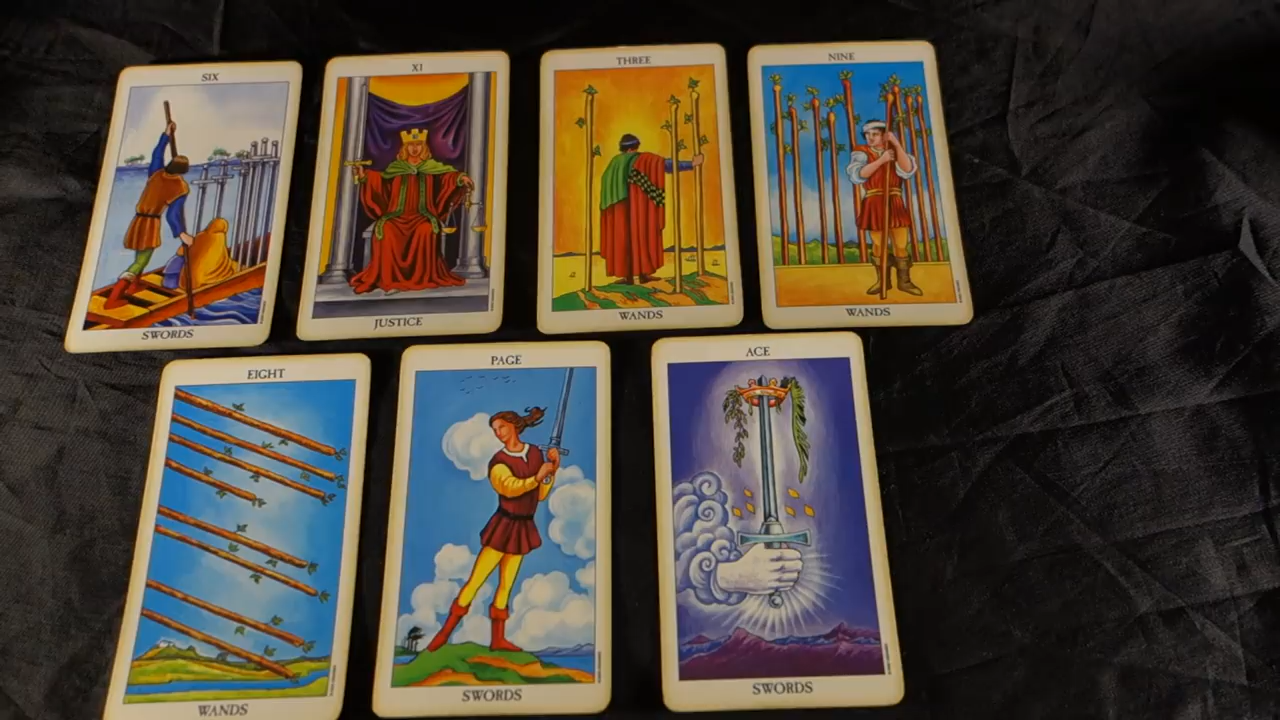 SIX
SWORDS
XI
JUSTICE
THREE
WANDS
NINE
WANDS
EIGHT
WANDS
PAGE
SWORDS
ACE
SWORDS